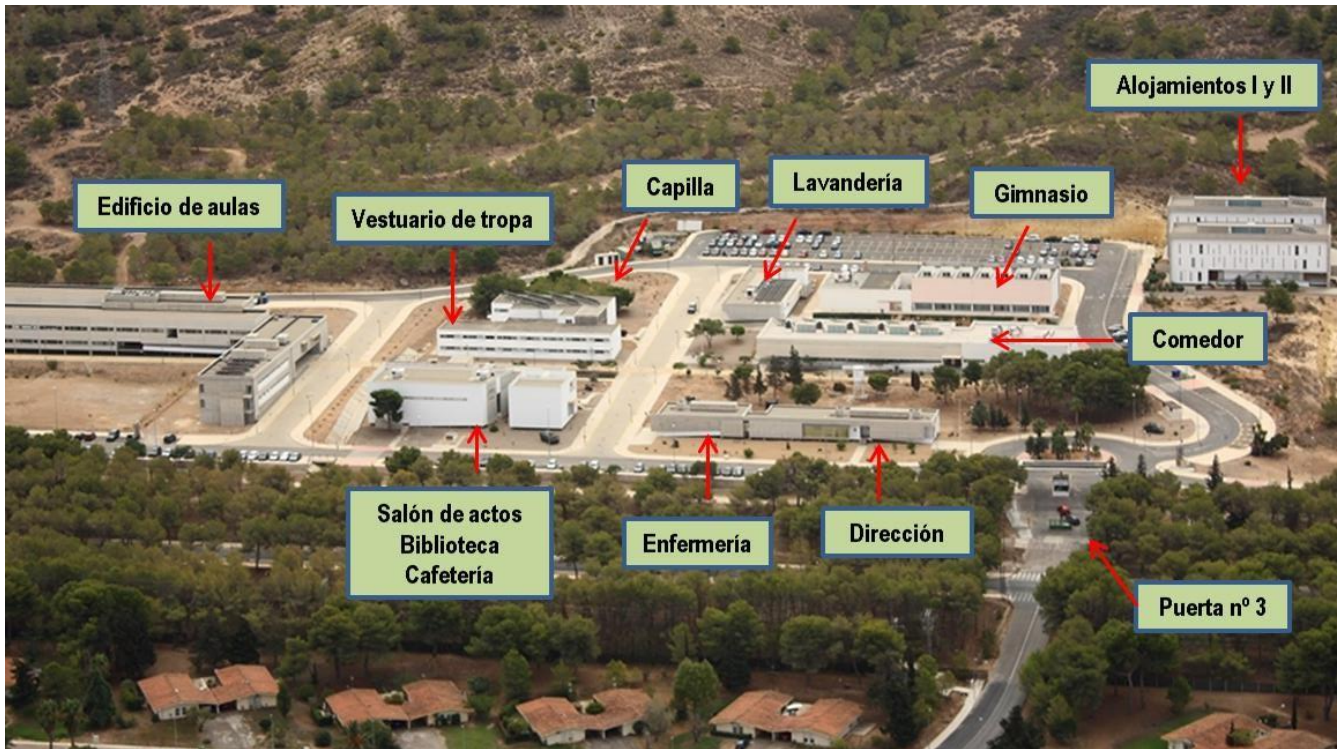 Alojamientos I y II
Capilla
Lavandería
Gimnasio
Edificio de aulas
Vestuario de tropa
Comedor
Salón de actos
Biblioteca
Cafetería
Enfermería
Dirección
Puerta nº 3